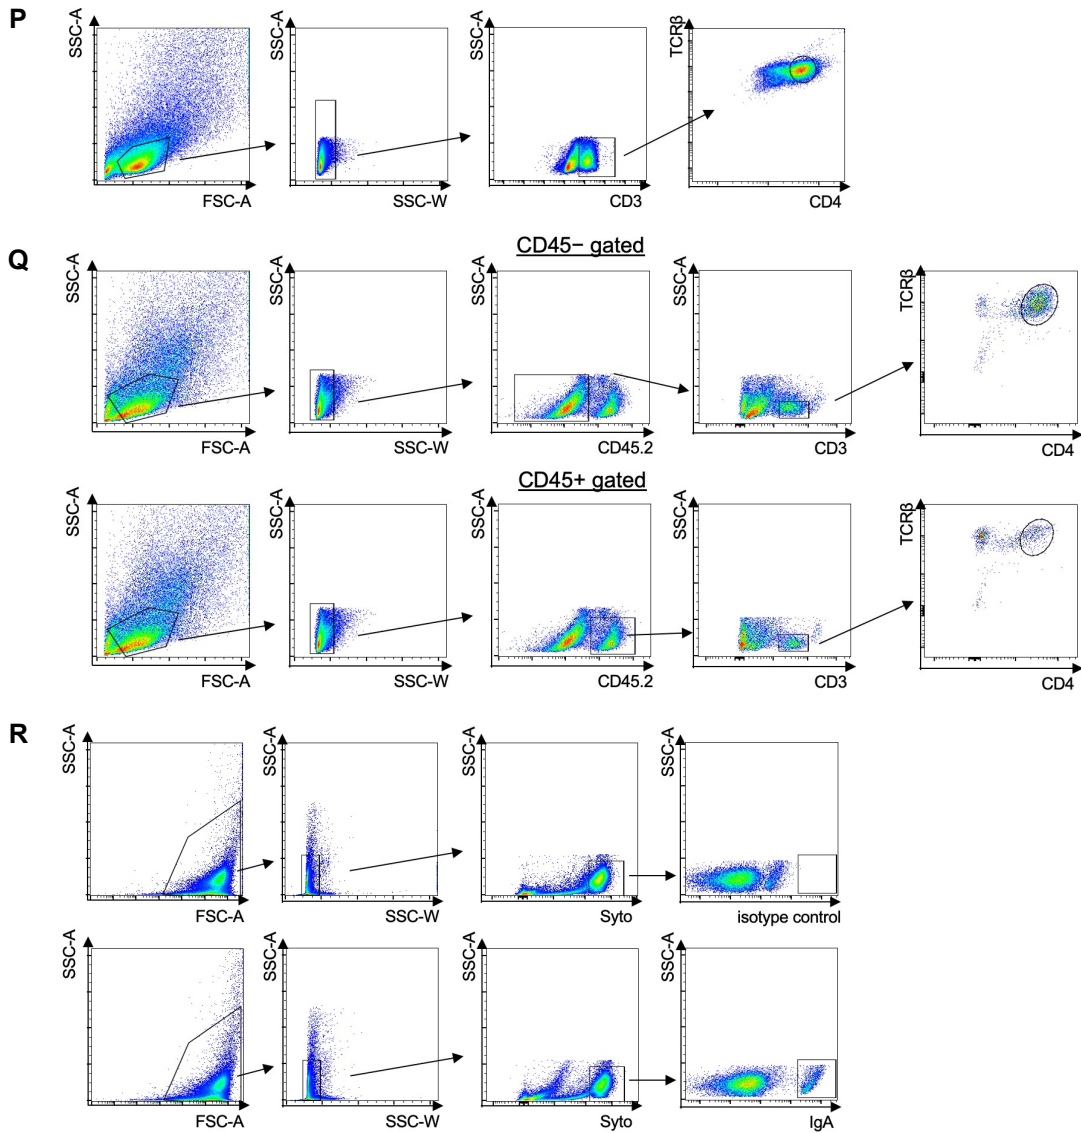 P
SSC-A SSC-A SSC-A TCRβ
FSC-A SSC-W CD3 CD4
CD45− gated
Q
SSC-A SSC-A SSC-A SSC-A TCRβ
FSC-A SSC-W CD45.2 CD3 CD4
CD45+ gated
SSC-A SSC-A SSC-A SSC-A TCRβ
FSC-A SSC-W CD45.2 CD3 CD4
R
SSC-A SSC-A SSC-A SSC-A
FSC-A SSC-W Syto isotype control
SSC-A SSC-A SSC-A SSC-A
FSC-A SSC-W Syto IgA